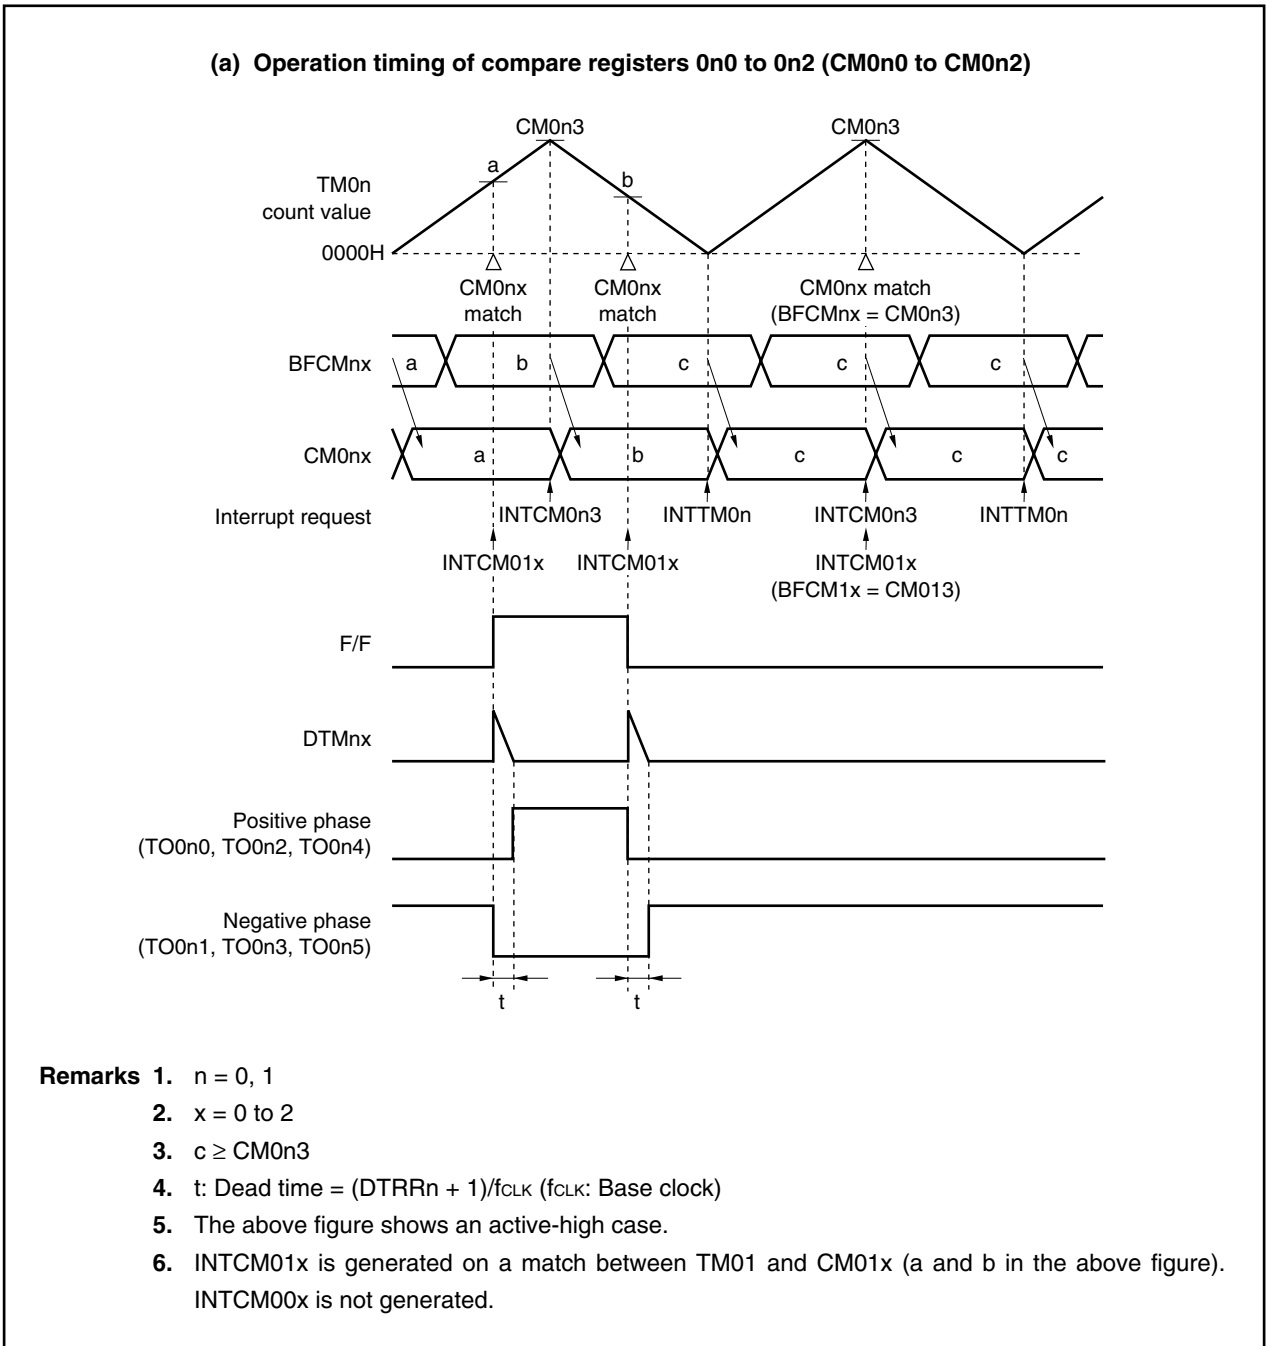 (a) Operation timing of compare registers 0n0 to 0n2 (CM0n0 to CM0n2)
CM0n3 CM0n3
a
b
TM0n
count value
0000H
CM0nx CM0nx CM0nx match
match match (BFCMnx = CM0n3)
BFCMnx a b c c c
CM0nx a b c c c
Interrupt request INTCM0n3 INTTM0n INTCM0n3 INTTM0n
INTCM01x INTCM01x INTCM01x
(BFCM1x = CM013)
F/F
DTMnx
Positive phase
(TO0n0, TO0n2, TO0n4)
Negative phase
(TO0n1, TO0n3, TO0n5)
t t
Remarks 1. n = 0, 1
2. x = 0 to 2
3. c ≥ CM0n3
4. t: Dead time = (DTRRn + 1)/fCLK (fCLK: Base clock)
5. The above figure shows an active-high case.
6. INTCM01x is generated on a match between TM01 and CM01x (a and b in the above figure).
INTCM00x is not generated.